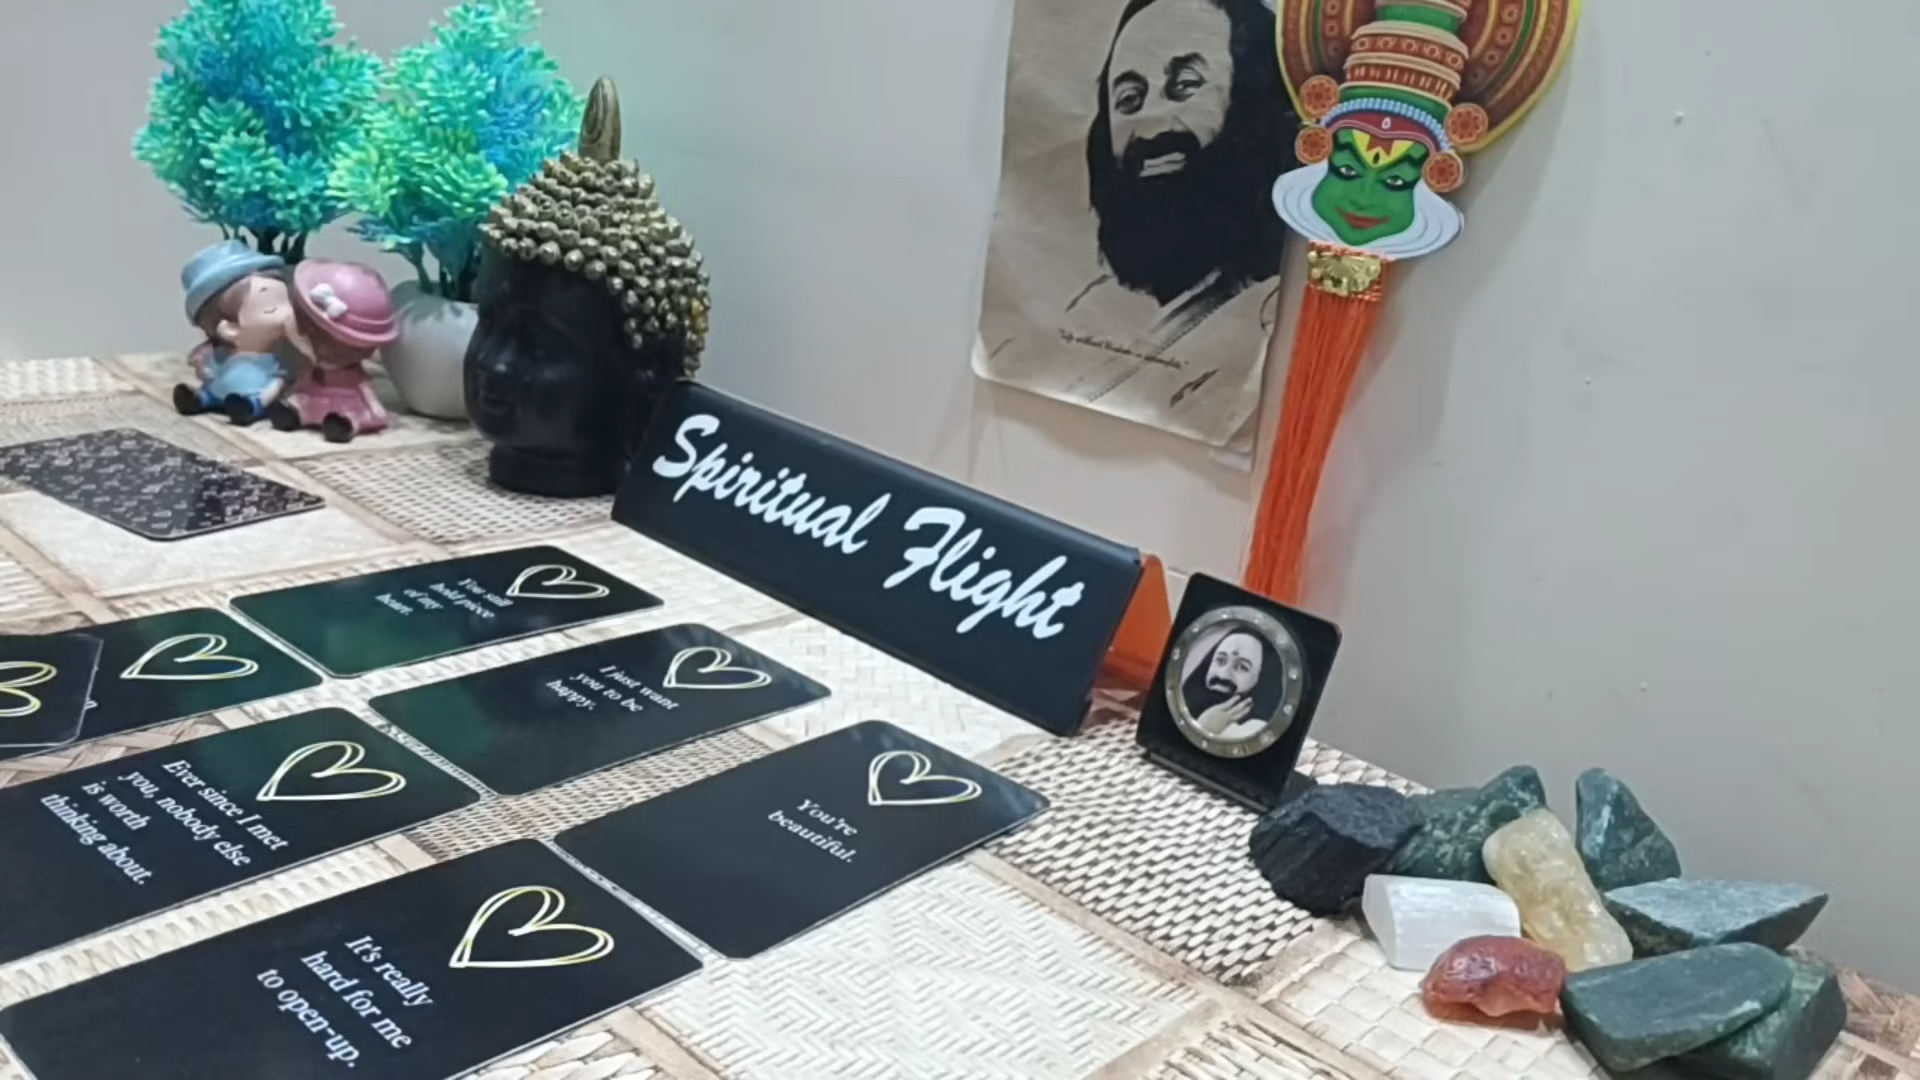 Spiritual Flight
You still
hold piece
of my
heart.
I just want
you to be
happy.
Ever since I met
you, nobody else
is worth
thinking about.
You're
beautiful.
It's really
hard for me
to open-up.